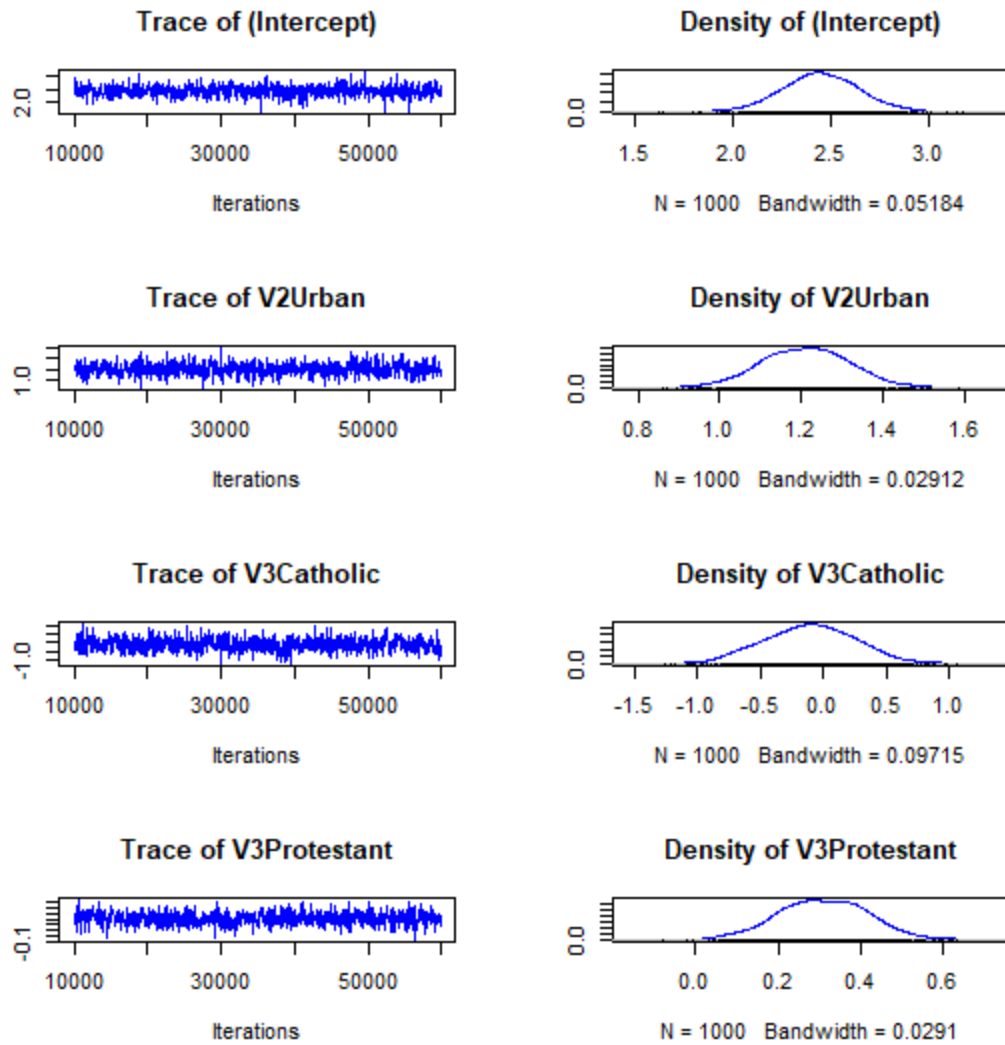 Trace of (Intercept)
2.0
10000 30000 50000
Iterations
Density of (Intercept)
0.0
1.5 2.0 2.5 3.0
N = 1000 Bandwidth = 0.05184
Trace of V2Urban
1.0
10000 30000 50000
Iterations
Density of V2Urban
0.0
0.8 1.0 1.2 1.4 1.6
N = 1000 Bandwidth = 0.02912
Trace of V3Catholic
-1.0
10000 30000 50000
Iterations
Density of V3Catholic
0.0
-1.5 -1.0 -0.5 0.0 0.5 1.0
N = 1000 Bandwidth = 0.09715
Trace of V3Protestant
-0.1
10000 30000 50000
Iterations
Density of V3Protestant
0.0
0.0 0.2 0.4 0.6
N = 1000 Bandwidth = 0.0291